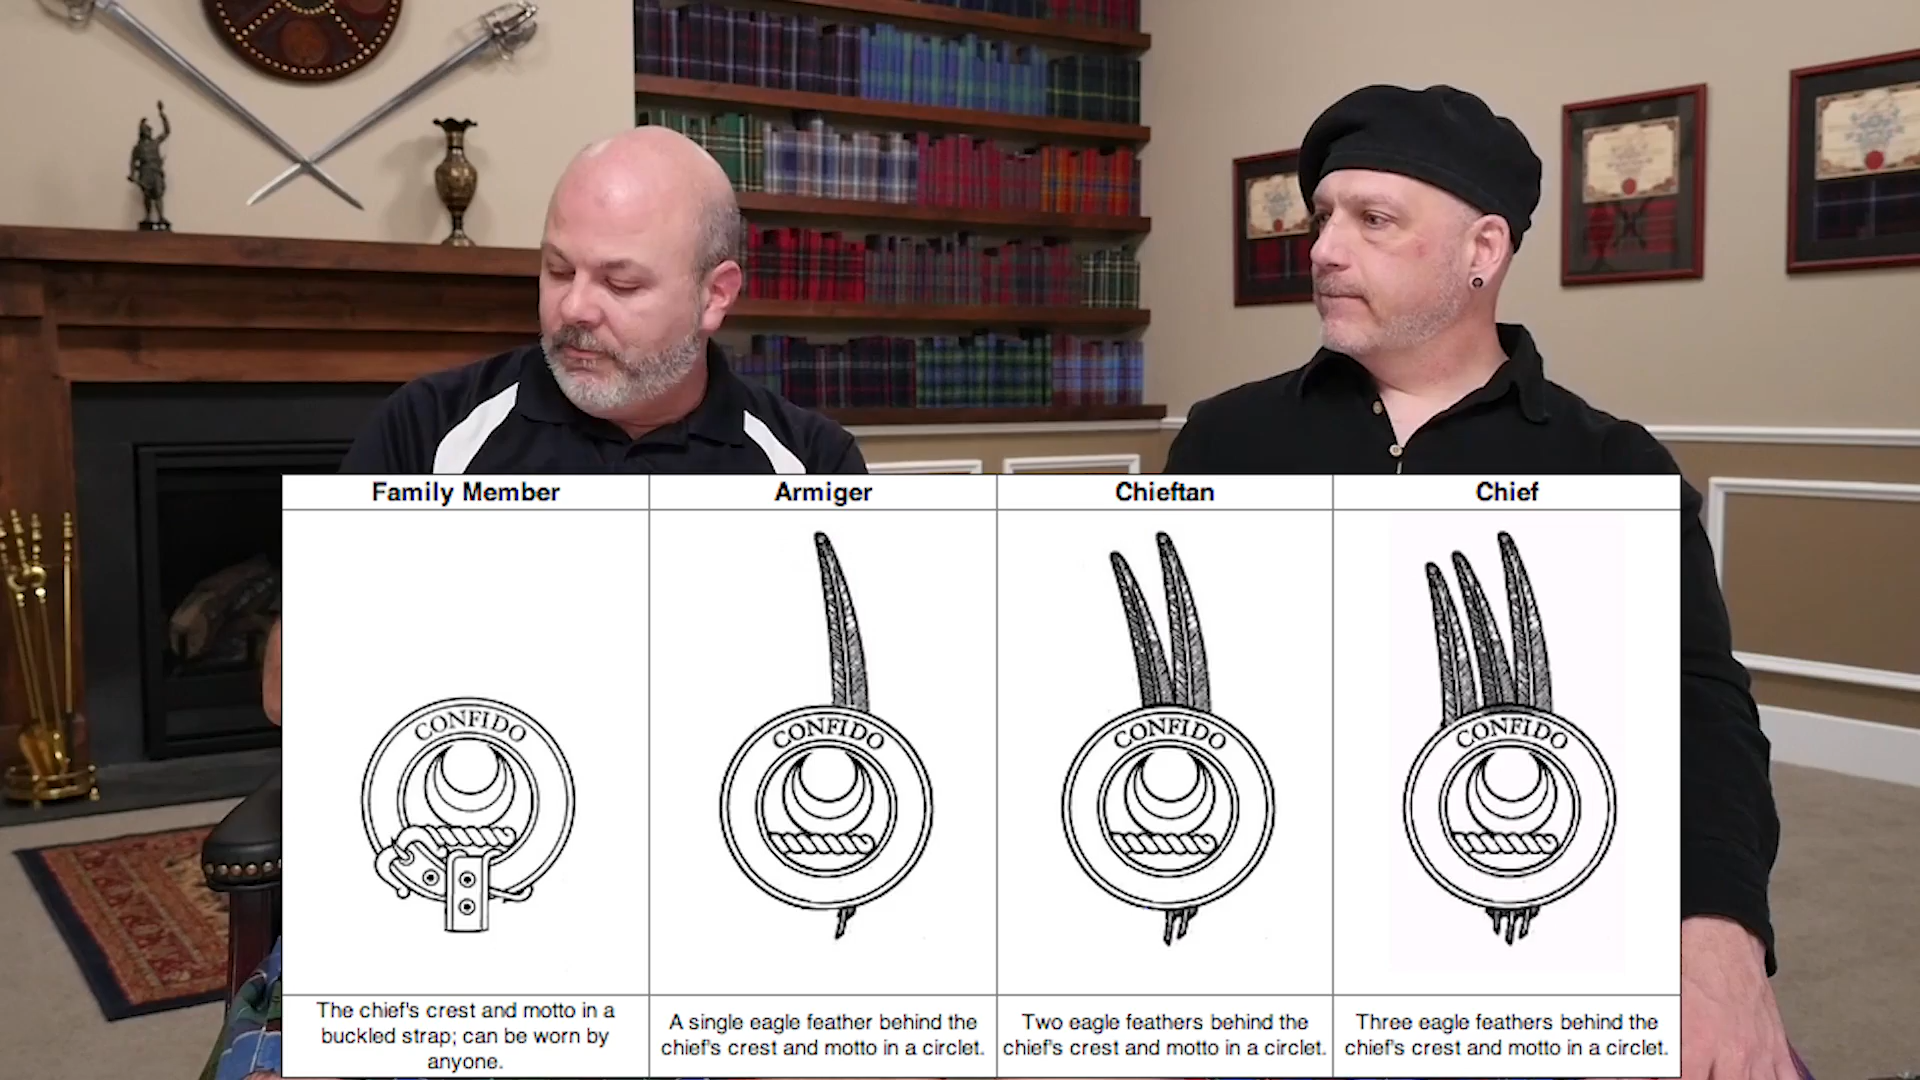 Family Member
Armiger
Chieftan
Chief
CONFIDO
CONFIDO
CONFIDO
CONFIDO
The chief's crest and motto in a
buckled strap; can be worn by
anyone.
A single eagle feather behind the
chief's crest and motto in a circlet.
Two eagle feathers behind the
chief's crest and motto in a circlet.
Three eagle feathers behind the
chief's crest and motto in a circlet.